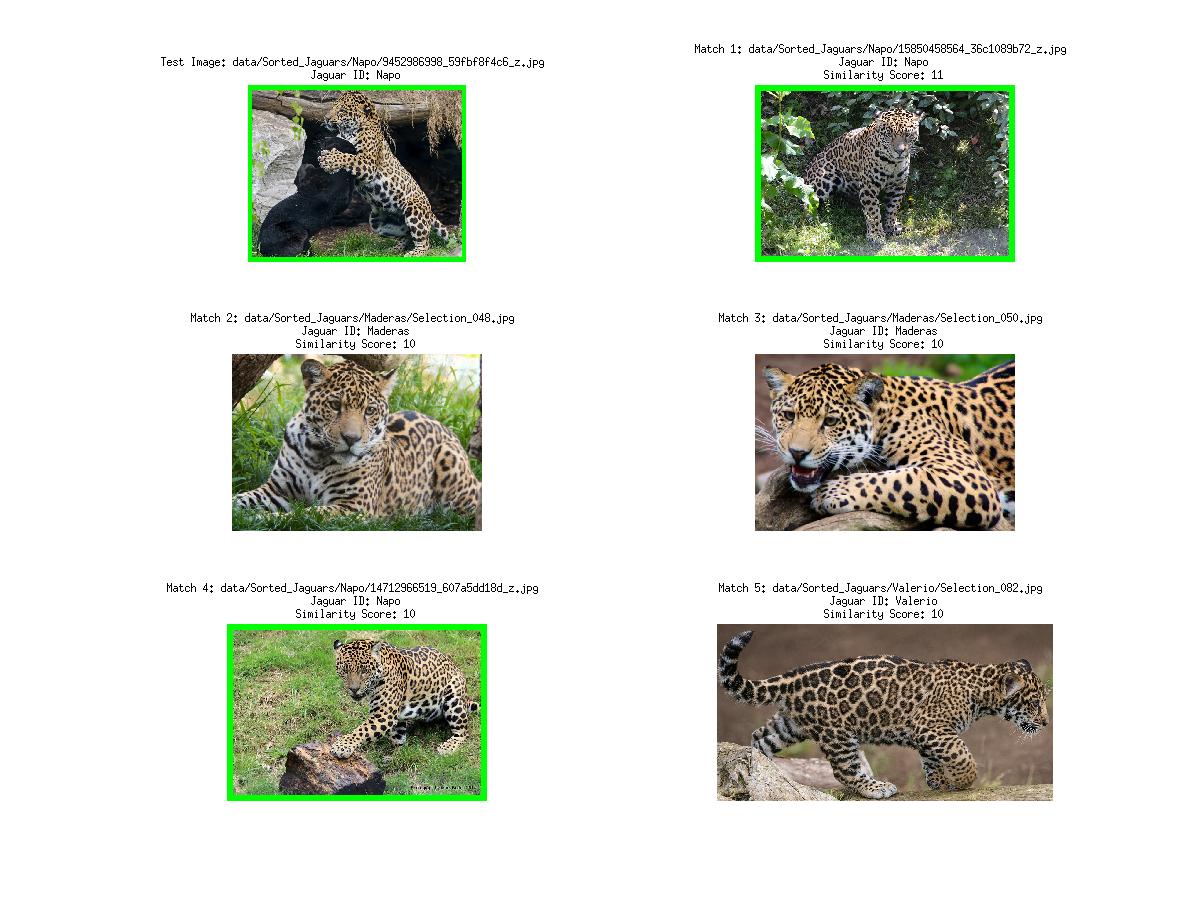 Test Image: data/Sorted_Jaguars/Napo/9452986998_59fbf8f4c6_z.jpg
Jaguar ID: Napo
Match 1: data/Sorted_Jaguars/Napo/15850458564_36c1089b72_z.jpg
Jaguar ID: Napo
Similarity Score: 11
Match 2: data/Sorted_Jaguars/Maderas/Selection_048.jpg
Jaguar ID: Maderas
Similarity Score: 10
Match 3: data/Sorted_Jaguars/Maderas/Selection_050.jpg
Jaguar ID: Maderas
Similarity Score: 10
Match 4: data/Sorted_Jaguars/Napo/14712966519_607a5dd18d_z.jpg
Jaguar ID: Napo
Similarity Score: 10
Match 5: data/Sorted_Jaguars/Valerio/Selection_082.jpg
Jaguar ID: Valerio
Similarity Score: 10